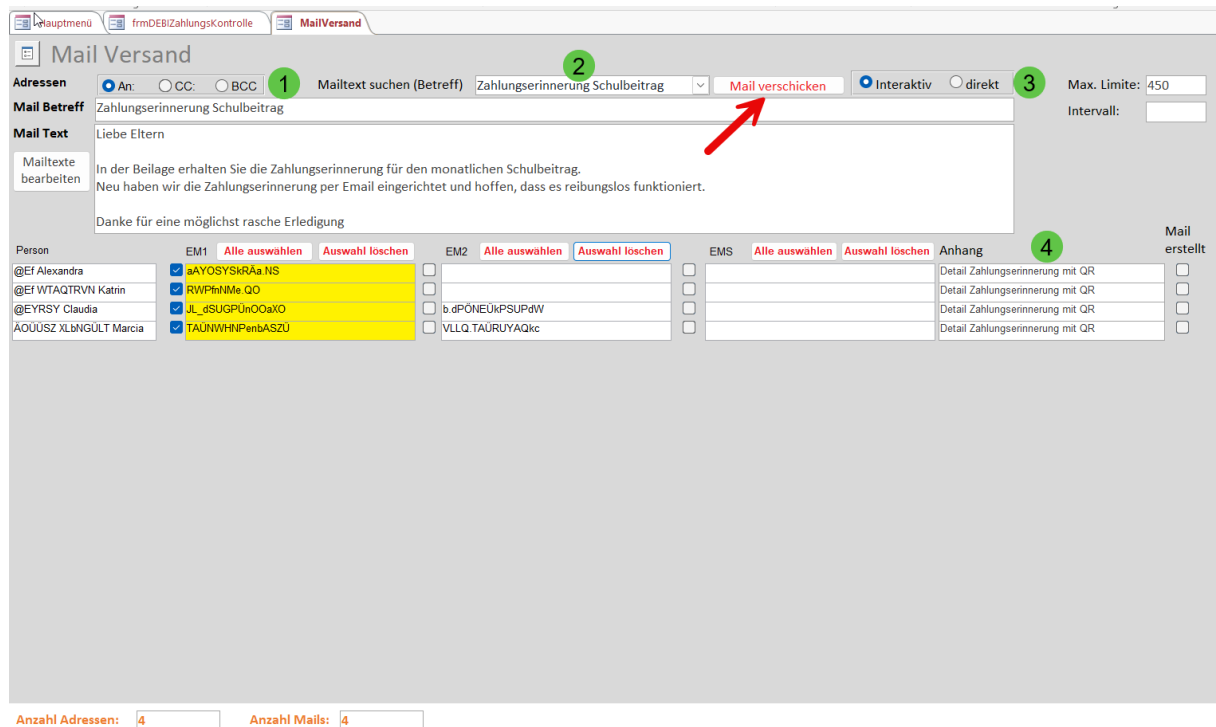 Hauptmenü frmDEBIZahlungsKontrolle MailVersand
Mail Versand
Adressen An: CC: BCC 1 Mailtext suchen (Betreff) 2 Zahlungserinnerung Schulbeitrag Mail verschicken Interaktiv direkt 3 Max. Limite: 450
Mail Betreff Zahlungserinnerung Schulbeitrag Intervall:
Mail Text Liebe Eltern
Mailtexte bearbeiten
In der Beilage erhalten Sie die Zahlungserinnerung für den monatlichen Schulbeitrag.
Neu haben wir die Zahlungserinnerung per Email eingerichtet und hoffen, dass es reibungslos funktioniert.
Danke für eine möglichst rasche Erledigung
Person EM1 Alle auswählen Auswahl löschen EM2 Alle auswählen Auswahl löschen EMS Alle auswählen Auswahl löschen Anhang 4 Mail erstellt
@Ef Alexandra aAYOSYSkRÄa.NS Detail Zahlungserinnerung mit QR
@Ef WTAQTRVN Katrin RWPfnNMe.QO Detail Zahlungserinnerung mit QR
@EYRSY Claudia JL_dSUGPÜnOOaXO b.dPÖNEÜkPSUPdW Detail Zahlungserinnerung mit QR
ÄOÜÜSZ XLbNGÜLT Marcia TAÜNWHNPenbASZÜ VLLQ.TAÜRUYAQkc Detail Zahlungserinnerung mit QR
Anzahl Adressen: 4 Anzahl Mails: 4